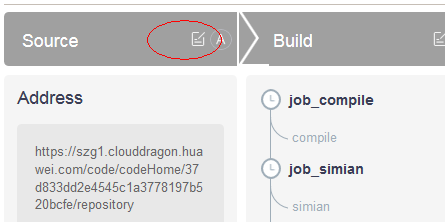 Source
A
Build
Address
https://szg1.clouddragon.hua
wei.com/code/codeHome/37
d833dd2e4545c1a3778197b5
20bcfe/repository
job_compile
compile
job_simian
simian